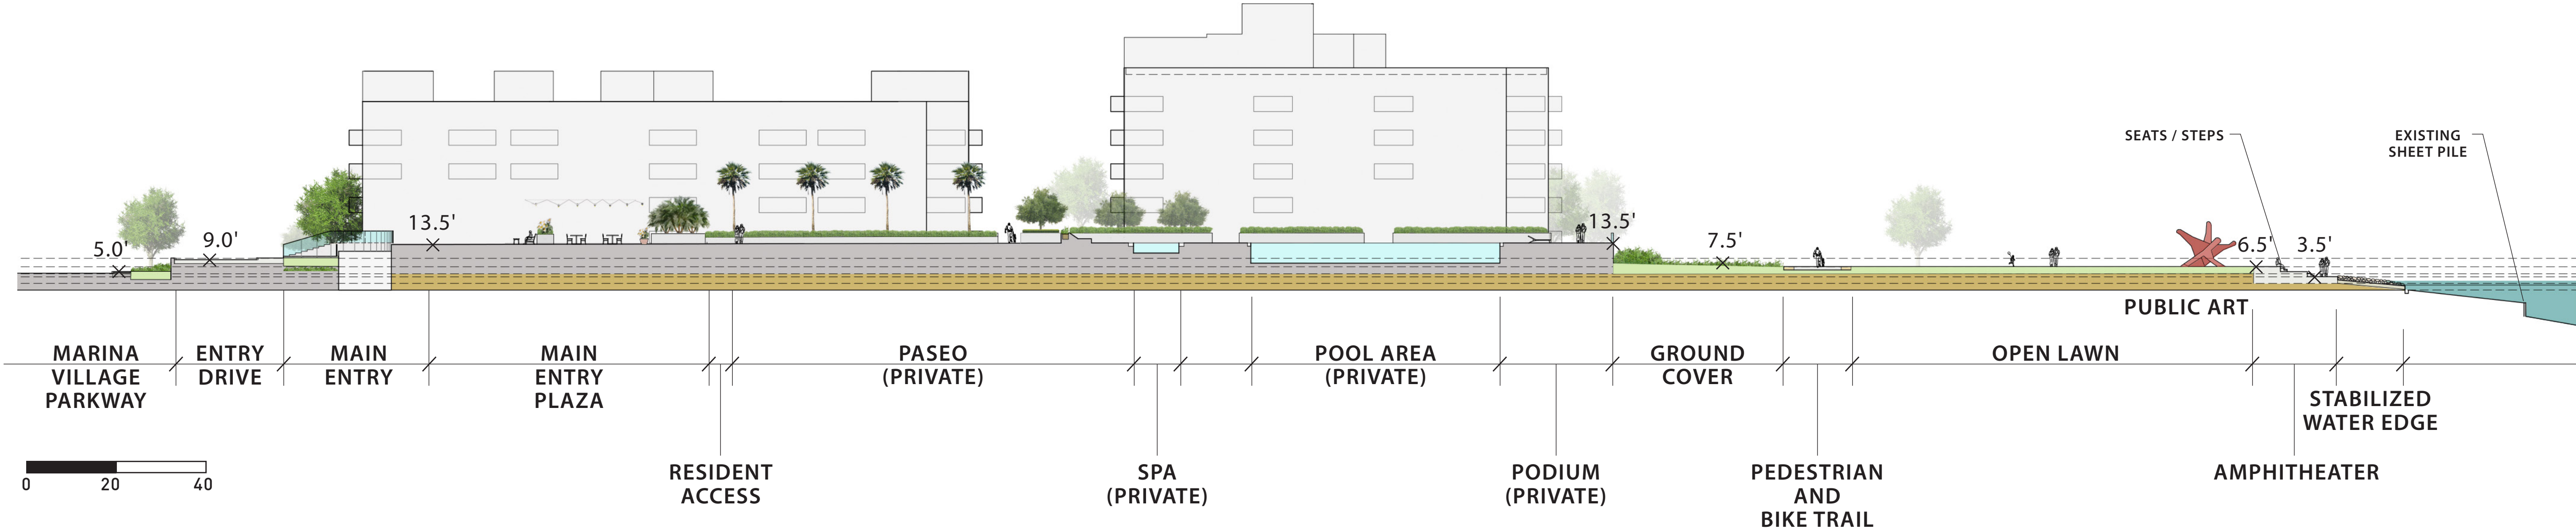 SEATS / STEPS
EXISTING
SHEET PILE
5.0'
9.0'
13.5'
13.5'
7.5'
6.5'
3.5'
PUBLIC ART
MARINA
VILLAGE
PARKWAY
ENTRY
DRIVE
MAIN
ENTRY
MAIN
ENTRY
PLAZA
PASEO
(PRIVATE)
POOL AREA
(PRIVATE)
GROUND
COVER
OPEN LAWN
STABILIZED
WATER EDGE
RESIDENT
ACCESS
SPA
(PRIVATE)
PODIUM
(PRIVATE)
PEDESTRIAN
AND
BIKE TRAIL
AMPHITHEATER
0 20 40